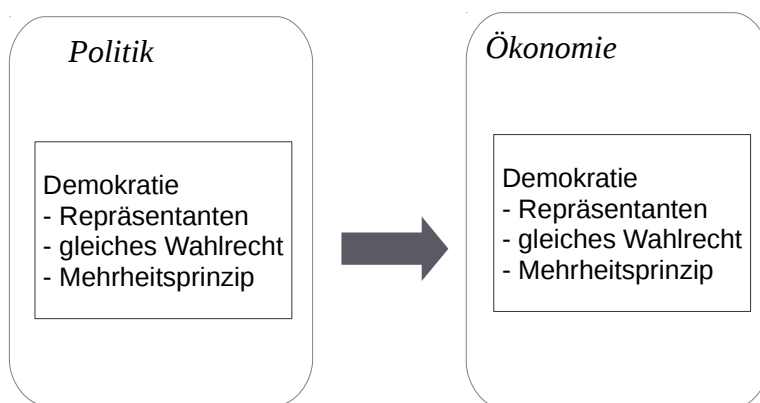 Politik
Demokratie
- Repräsentanten
- gleiches Wahlrecht
- Mehrheitsprinzip
Ökonomie
Demokratie
- Repräsentanten
- gleiches Wahlrecht
- Mehrheitsprinzip